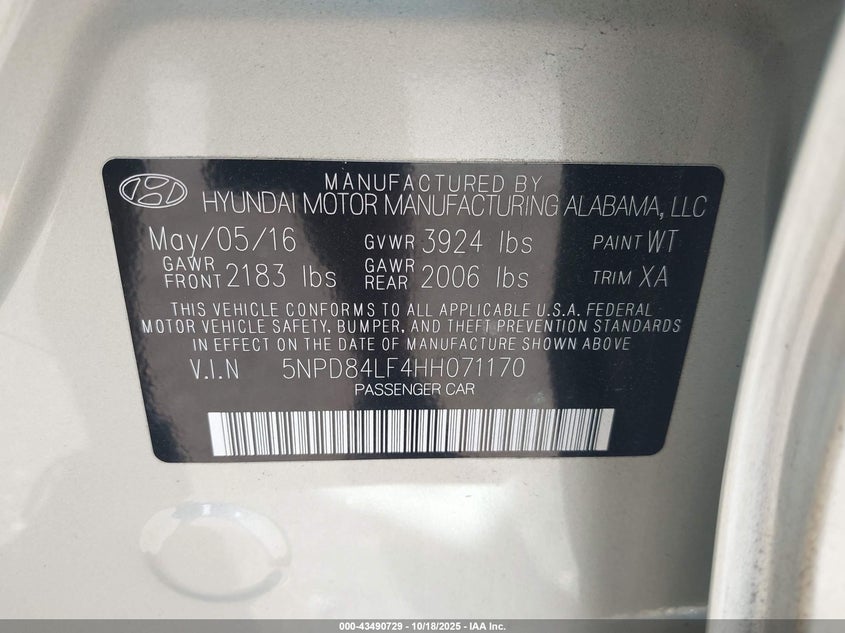 MANUFACTURED BY
HYUNDAI MOTOR MANUFACTURING ALABAMA, LLC
May/05/16 GVWR 3924 lbs PAINT WT
GAWR FRONT 2183 lbs GAWR REAR 2006 lbs TRIM XA
THIS VEHICLE CONFORMS TO ALL APPLICABLE U.S.A. FEDERAL
MOTOR VEHICLE SAFETY, BUMPER, AND THEFT PREVENTION STANDARDS
IN EFFECT ON THE DATE OF MANUFACTURE SHOWN ABOVE.
V.I.N 5NPD84LF4HH071170
PASSENGER CAR
000-43490729 - 10/18/2025 - IAA Inc.